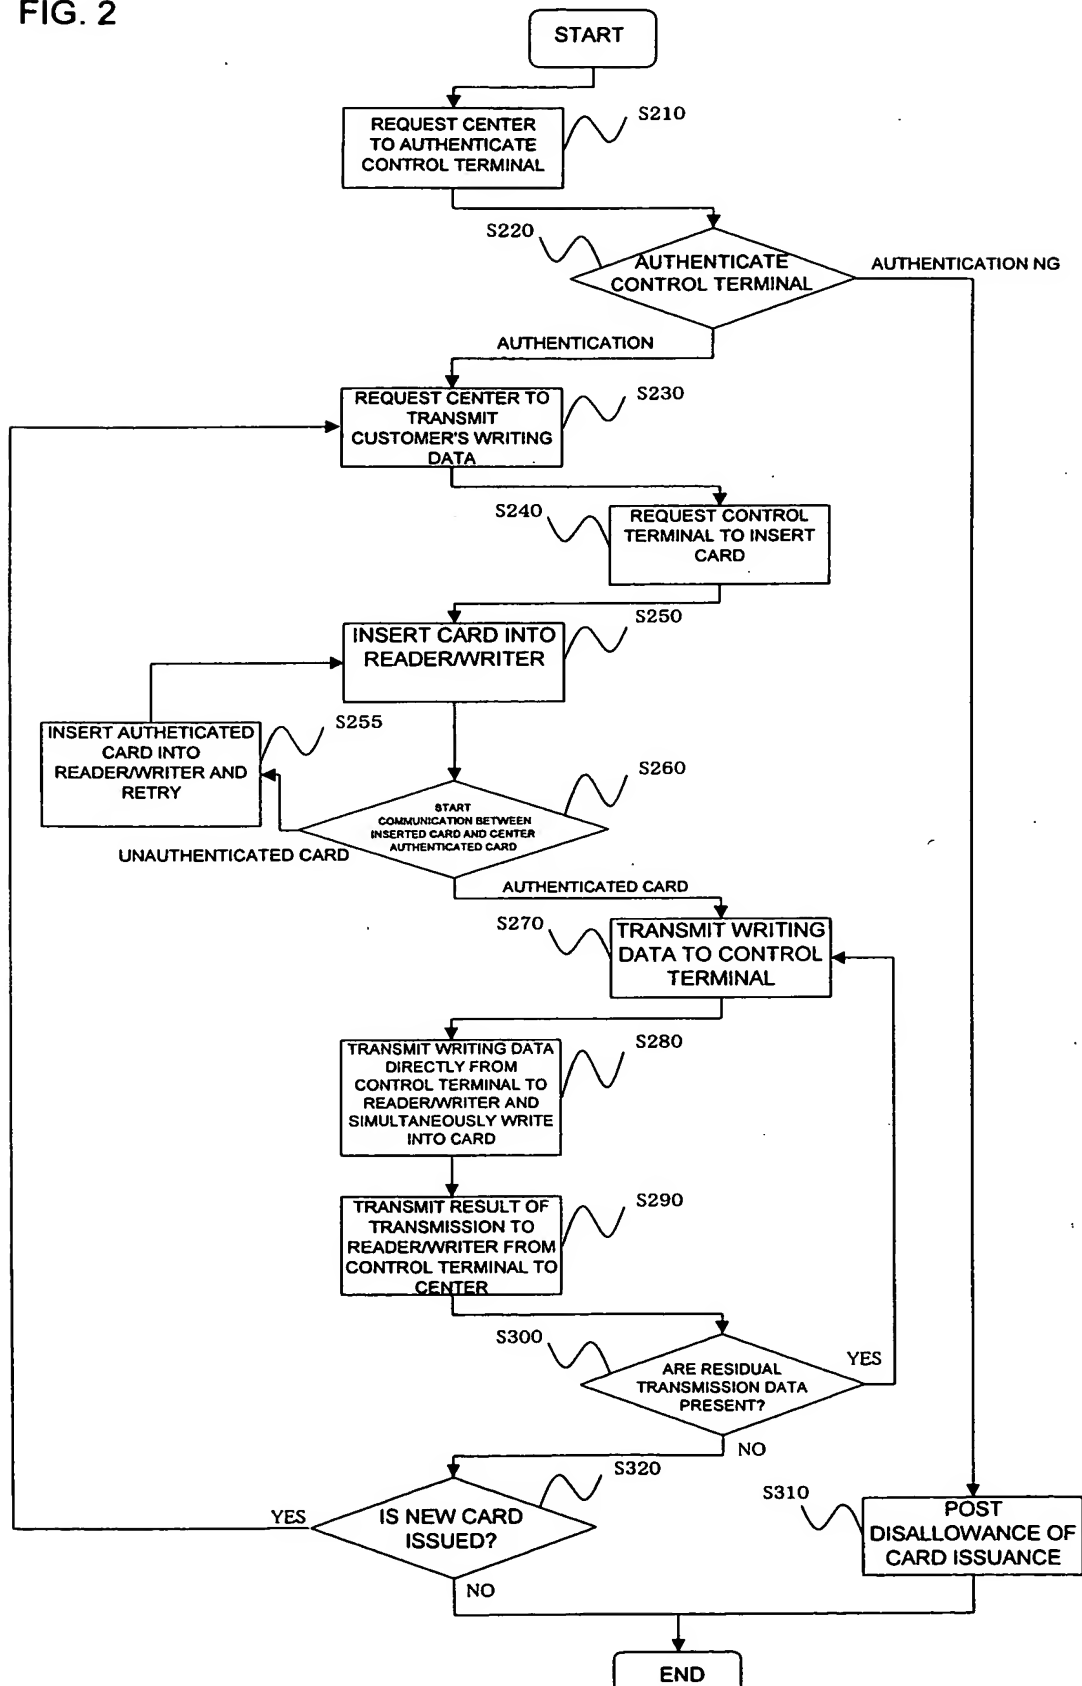 FIG. 2
START
REQUEST CENTER
TO AUTHENTICATE
CONTROL TERMINAL
S210
S220
AUTHENTICATE
CONTROL TERMINAL
AUTHENTICATION NG
AUTHENTICATION
REQUEST CENTER TO
TRANSMIT
CUSTOMER'S WRITING
DATA
S230
S240
REQUEST CONTROL
TERMINAL TO INSERT
CARD
S250
INSERT CARD INTO
READER/WRITER
S255
INSERT AUTHETICATED
CARD INTO
READER/WRITER AND
RETRY
S260
START
COMMUNICATION BETWEEN
INSERTED CARD AND CENTER
AUTHENTICATED CARD
UNAUTHENTICATED CARD
AUTHENTICATED CARD
S270
TRANSMIT WRITING
DATA TO CONTROL
TERMINAL
S280
TRANSMIT WRITING DATA
DIRECTLY FROM
CONTROL TERMINAL TO
READER/WRITER AND
SIMULTANEOUSLY WRITE
INTO CARD
S290
TRANSMIT RESULT OF
TRANSMISSION TO
READER/WRITER FROM
CONTROL TERMINAL TO
CENTER
S300
ARE RESIDUAL
TRANSMISSION DATA
PRESENT?
YES
NO
S320
IS NEW CARD
ISSUED?
YES
NO
S310
POST
DISALLOWANCE OF
CARD ISSUANCE
END